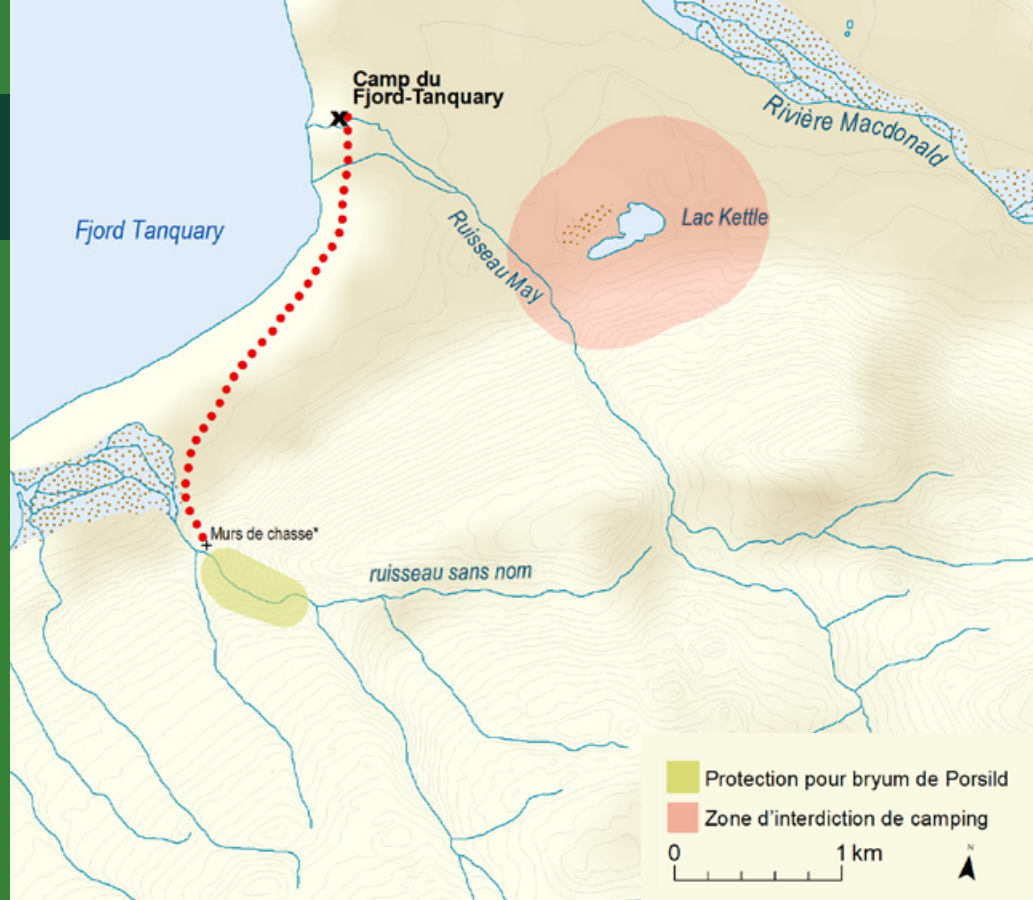 Camp du
Fjord-Tanquary
Rivière Macdonald
Fjord Tanquary
Lac Kettle
Ruisseau May
Murs de chasse*
ruisseau sans nom
Protection pour bryum de Porsild
Zone d'interdiction de camping
0 1 km
N